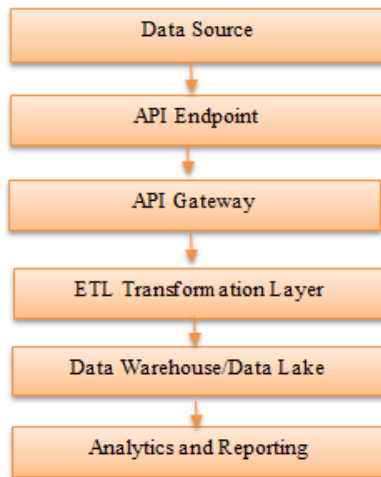 Data Source
API Endpoint
API Gateway
ETL Transformation Layer
Data Warehouse/Data Lake
Analytics and Reporting